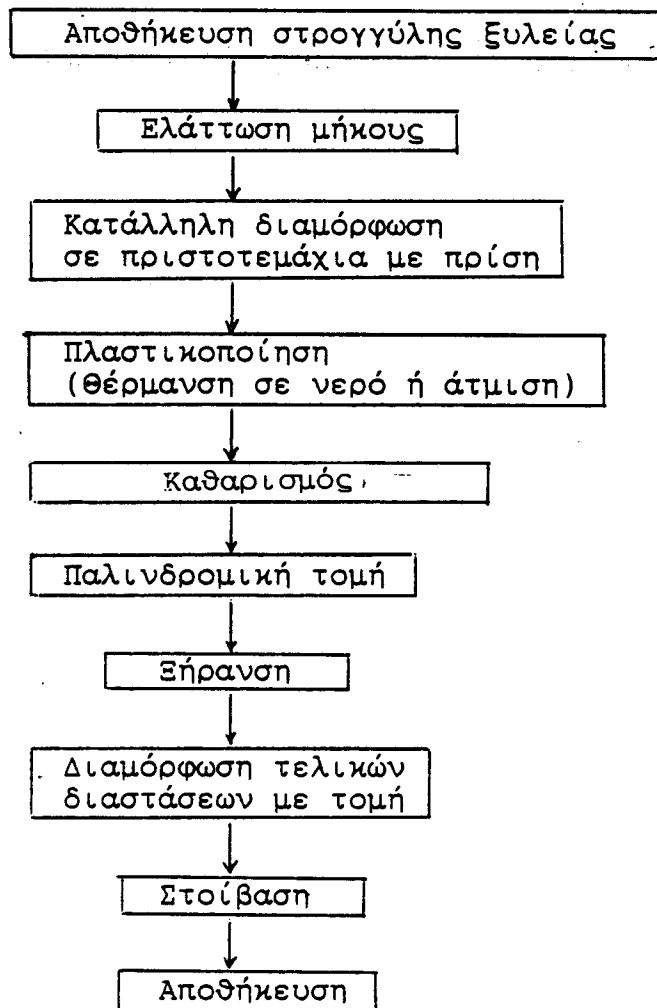 Αποθήκευση στρογγύλης ξυλείας
Ελάττωση μήκους
Κατάλληλη διαμόρφωση
σε πριστοτεμάχια με πρίση
Πλαστικοποίηση
(Θέρμανση σε νερό ή άτμιση)
Καθαρισμός
Παλινδρομική τομή
Ξήρανση
Διαμόρφωση τελικών
διαστάσεων με τομή
Στοίβαση
Αποθήκευση